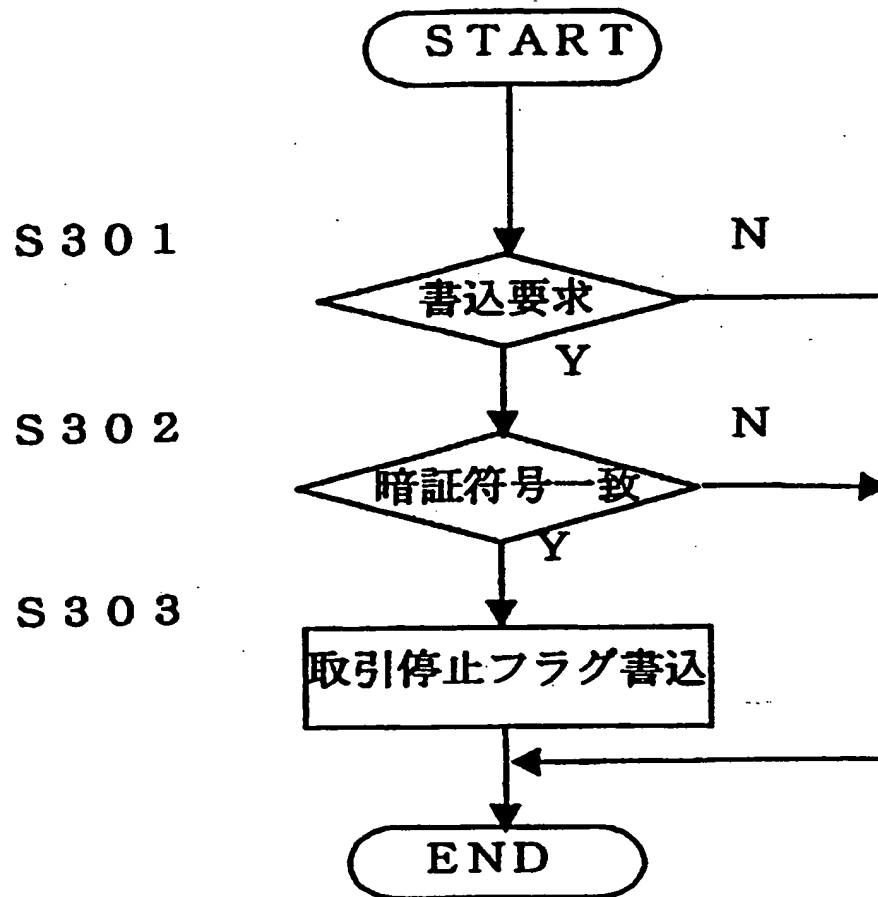 ＳＴＡＲＴ
Ｓ３０１
Ｎ
書込要求
Ｙ
Ｓ３０２
Ｎ
暗証符号一致
Ｙ
Ｓ３０３
取引停止フラグ書込
ＥＮＤ